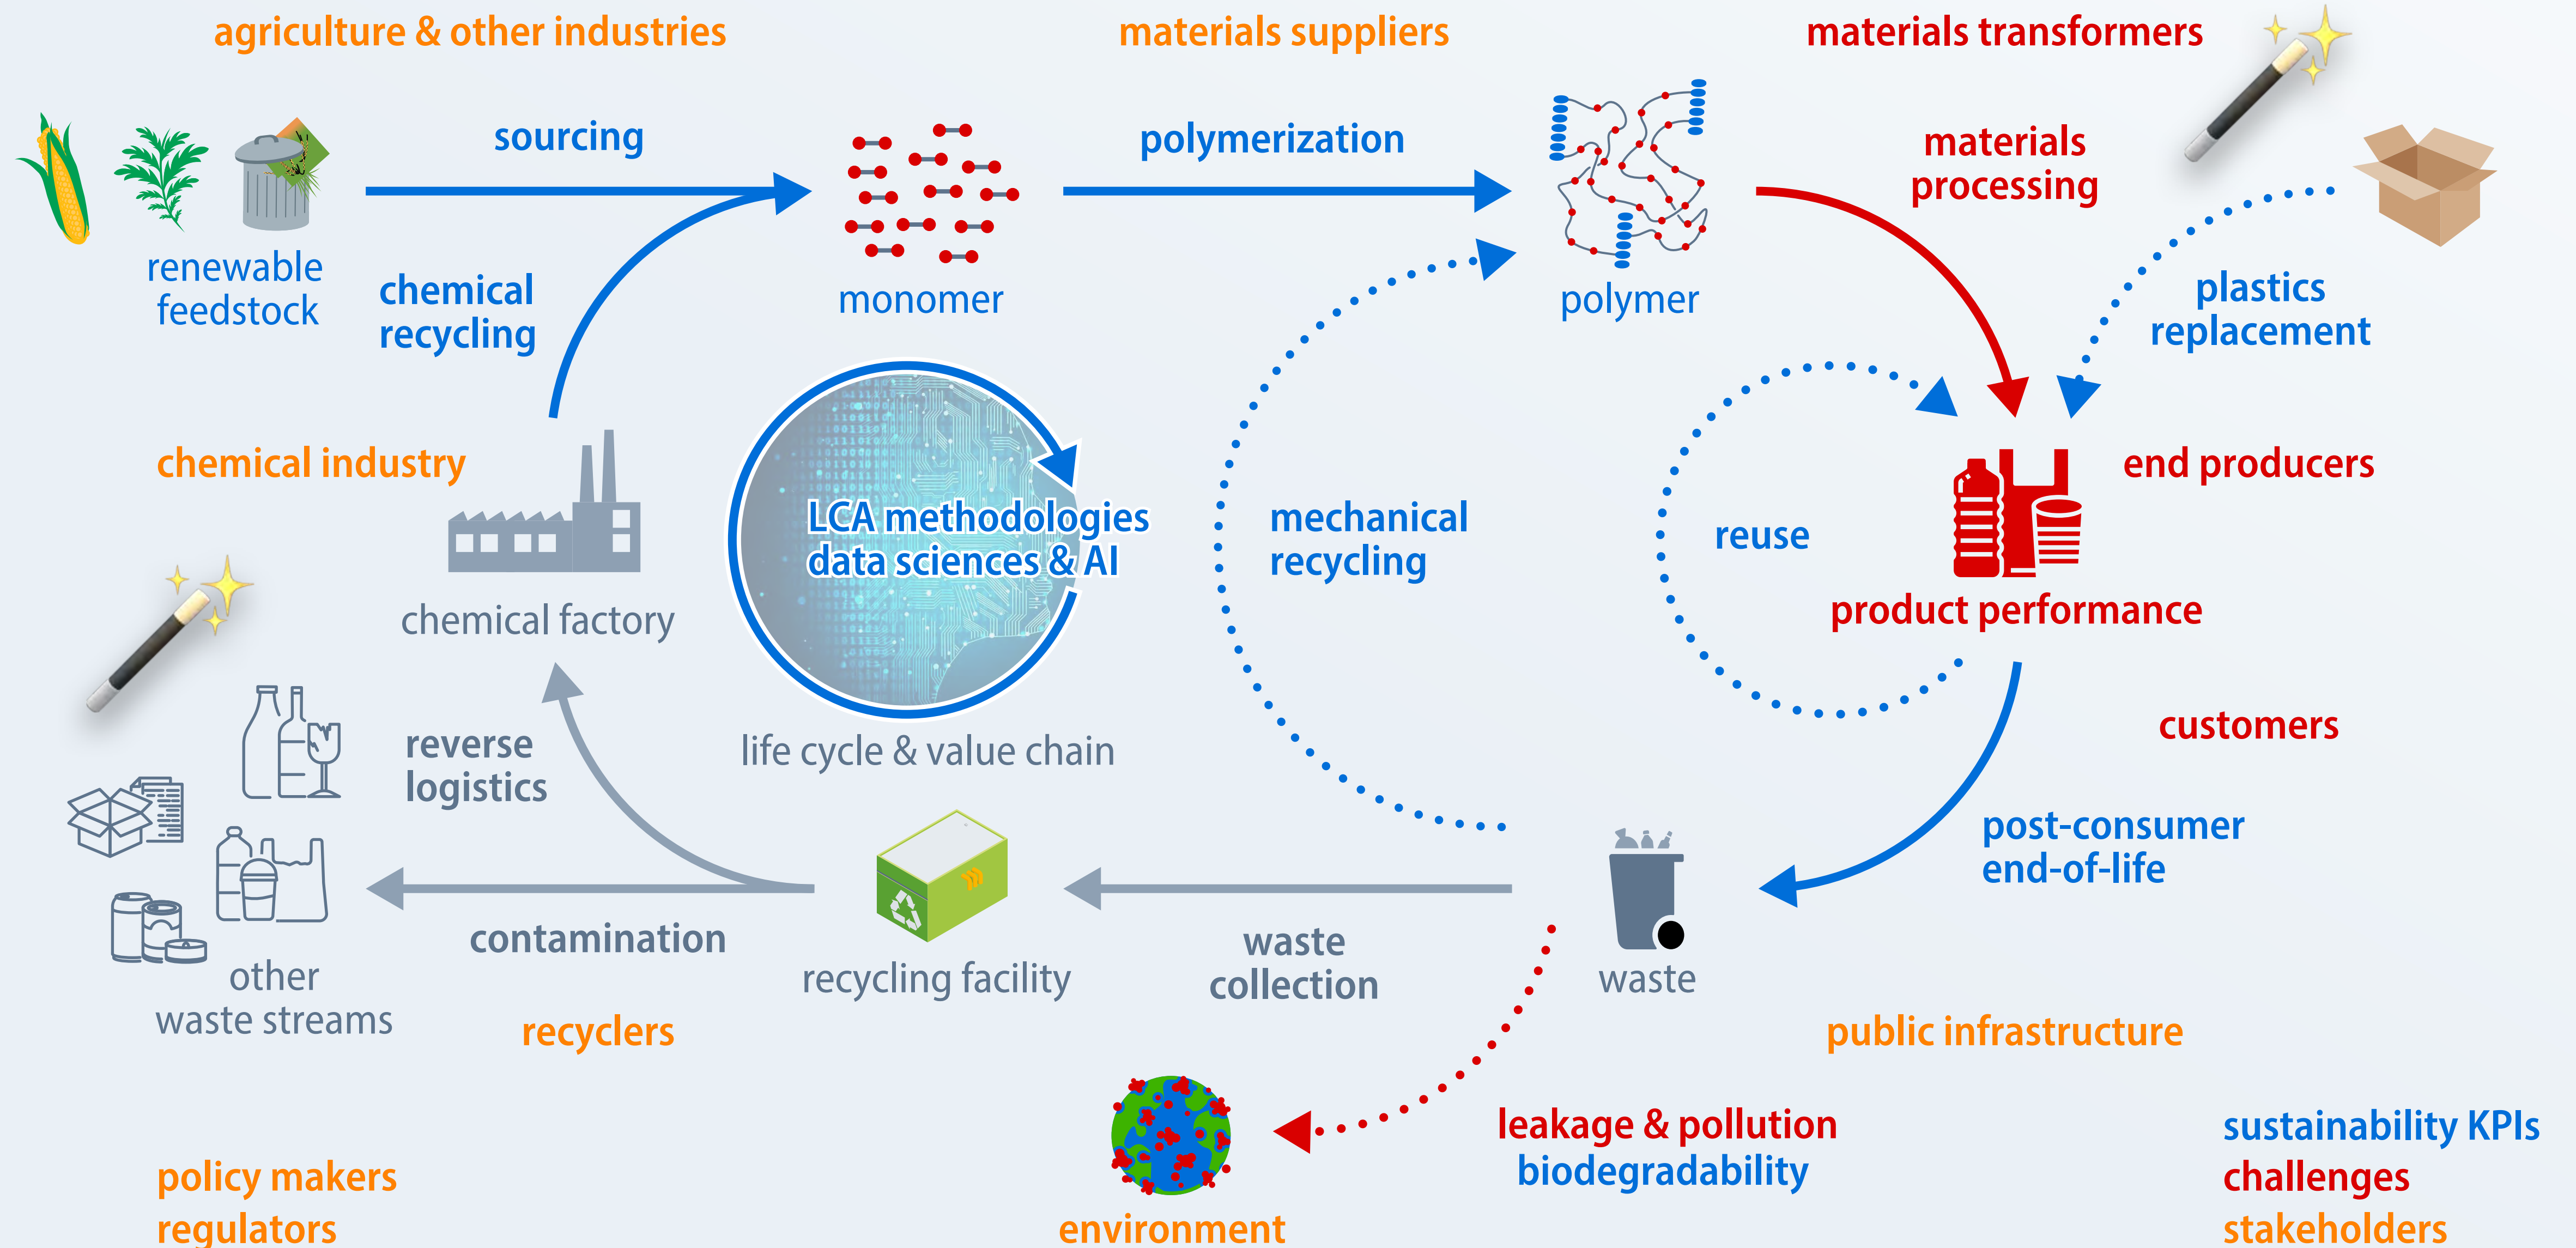 agriculture & other industries
materials suppliers
materials transformers
sourcing
polymerization
materials
processing
renewable
feedstock
chemical
recycling
monomer
polymer
plastics
replacement
chemical industry
end producers
LCA methodologies
data sciences & AI
mechanical
recycling
reuse
chemical factory
product performance
reverse
logistics
life cycle & value chain
customers
post-consumer
end-of-life
contamination
recycling facility
waste
collection
waste
other
waste streams
recyclers
public infrastructure
leakage & pollution
biodegradability
sustainability KPIs
challenges
stakeholders
policy makers
regulators
environment